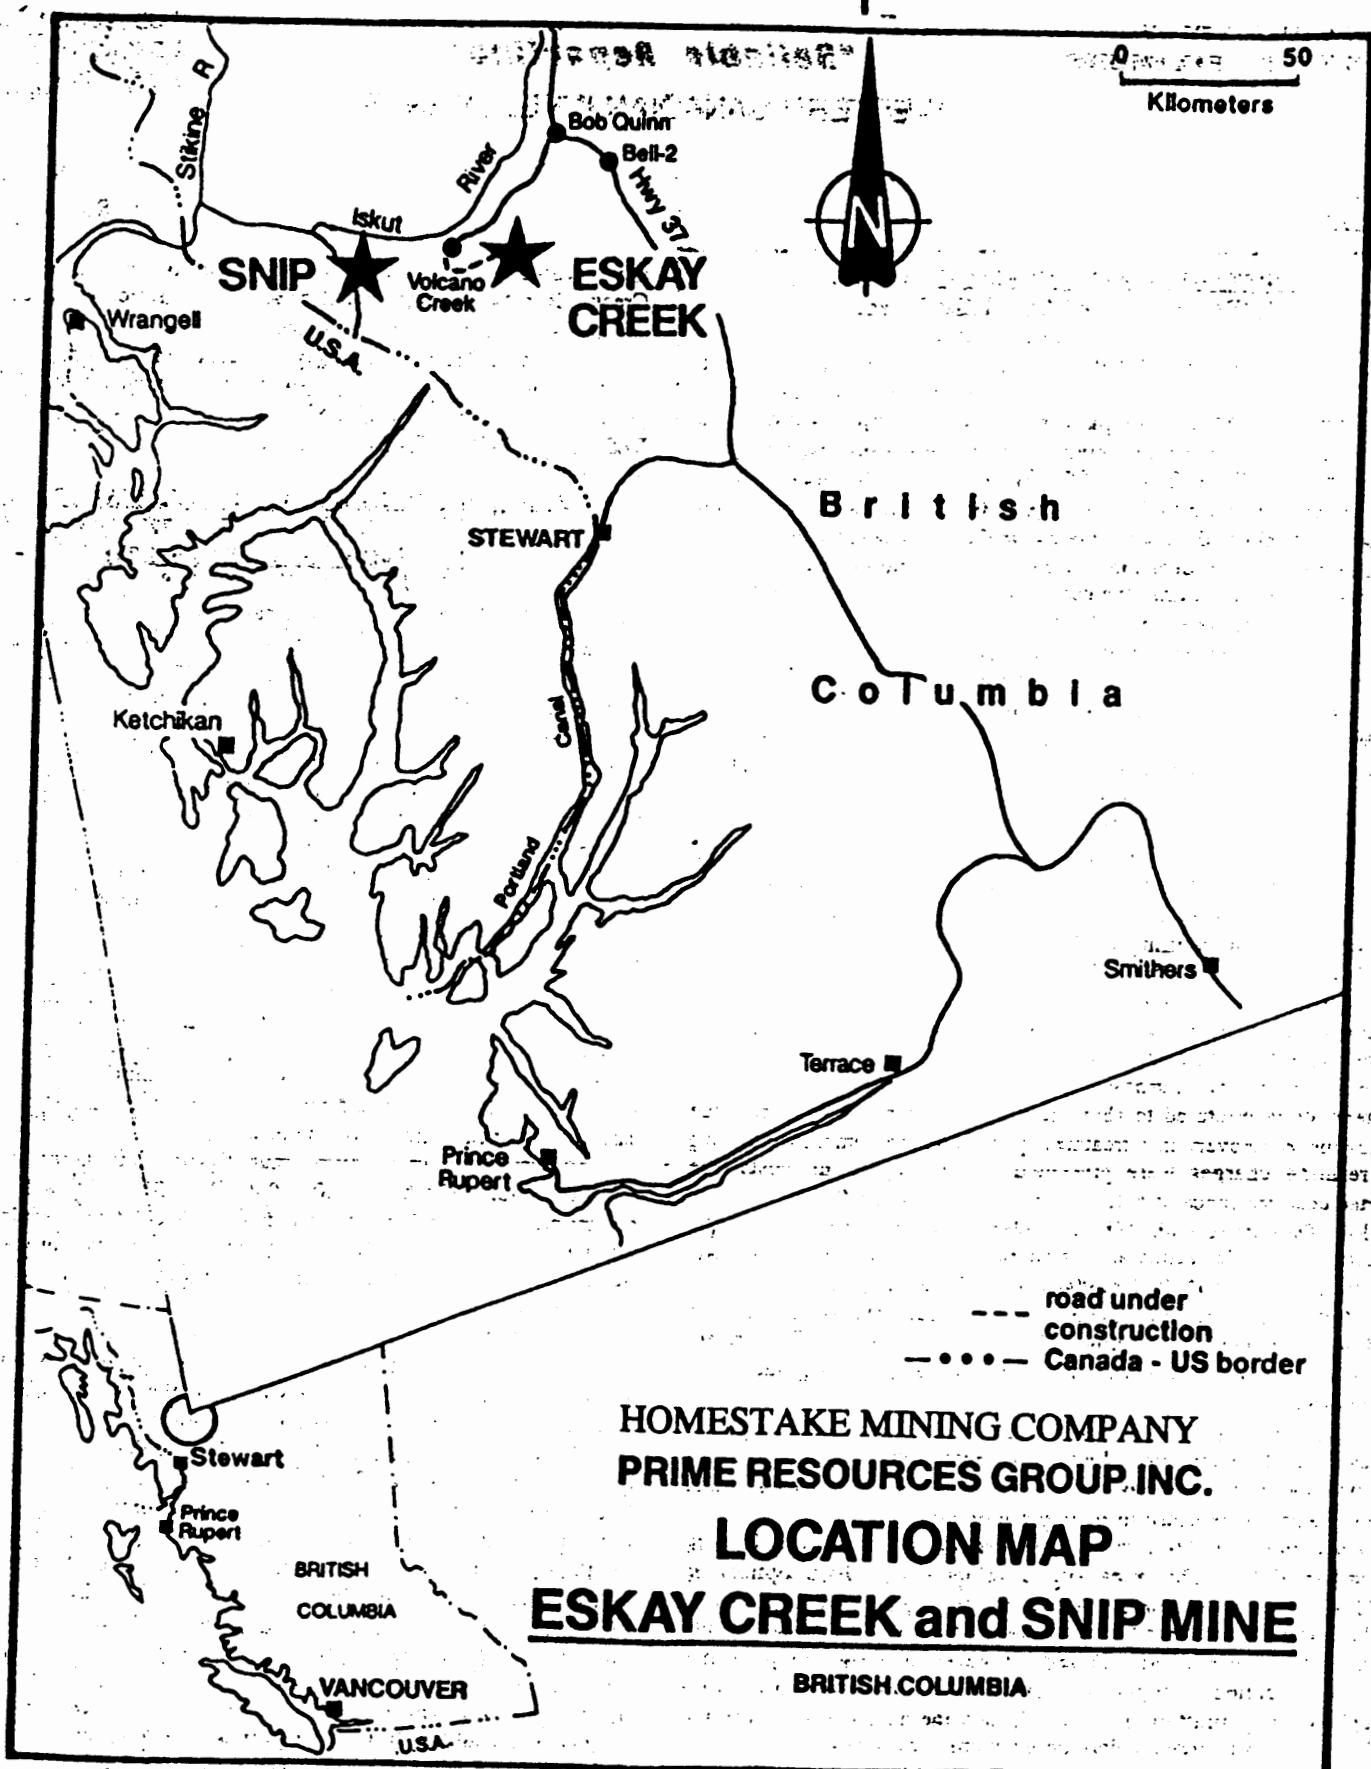 0 50
Kilometers
Bob Quinn
Bell-2
Hwy 37
Stikine R
River
Iskut
SNIP
Volcano
Creek
ESKAY
CREEK
N
Wrangell
U.S.A.
British
STEWART
Columbia
Canal
Ketchikan
Portland
Smithers
Terrace
Prince
Rupert
road under
construction
Canada - US border
HOMESTAKE MINING COMPANY
PRIME RESOURCES GROUP INC.
LOCATION MAP
ESKAY CREEK and SNIP MINE
BRITISH COLUMBIA
Stewart
Prince
Rupert
BRITISH
COLUMBIA
VANCOUVER
U.S.A.